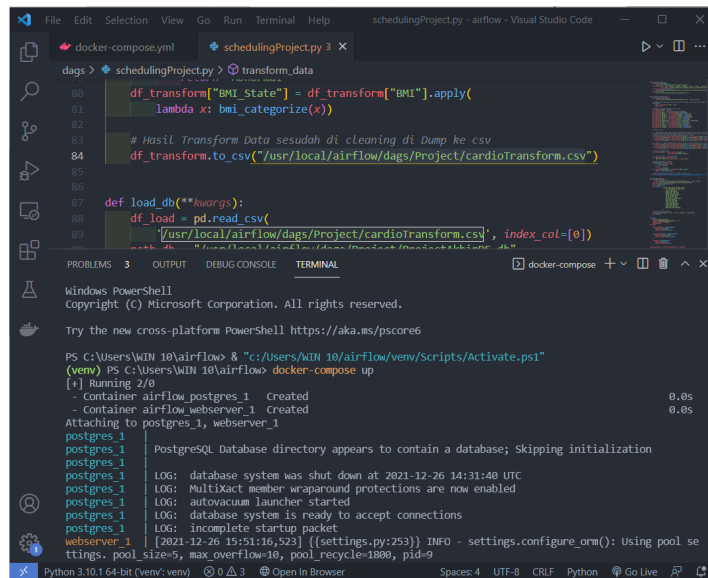 File Edit Selection View Go Run Terminal Help schedulingProject.py - airflow - Visual Studio Code
docker-compose.yml schedulingProject.py 3
dags > schedulingProject.py > transform_data
80 df_transform["BMI_State"] = df_transform["BMI"].apply(
81 lambda x: bmi_categorize(x))
82
83 # Hasil Transform Data sesudah di cleaning di Dump ke csv
84 df_transform.to_csv("/usr/local/airflow/dags/Project/cardioTransform.csv")
85
86
87 def load_db(**kwargs):
88 df_load = pd.read_csv(
89 '/usr/local/airflow/dags/Project/cardioTransform.csv', index_col=[0])
PROBLEMS 3 OUTPUT DEBUG CONSOLE TERMINAL docker-compose
Windows PowerShell
Copyright (C) Microsoft Corporation. All rights reserved.
Try the new cross-platform PowerShell https://aka.ms/pscore6
PS C:\Users\WIN 10\airflow> & "c:/Users/WIN 10/airflow/venv/Scripts/Activate.ps1"
(venv) PS C:\Users\WIN 10\airflow> docker-compose up
[+] Running 2/0
- Container airflow_postgres_1 Created 0.0s
- Container airflow_webserver_1 Created 0.0s
Attaching to postgres_1, webserver_1
postgres_1 |
postgres_1 | PostgreSQL Database directory appears to contain a database; Skipping initialization
postgres_1 |
postgres_1 | LOG: database system was shut down at 2021-12-26 14:31:40 UTC
postgres_1 | LOG: MultiXact member wraparound protections are now enabled
postgres_1 | LOG: autovacuum launcher started
postgres_1 | LOG: database system is ready to accept connections
postgres_1 | LOG: incomplete startup packet
webserver_1 | [2021-12-26 15:51:16,523] {{settings.py:253}} INFO - settings.configure_orm(): Using pool se
ttings. pool_size=5, max_overflow=10, pool_recycle=1800, pid=9
Python 3.10.1 64-bit ('venv': venv) 0 3 Open In Browser Spaces: 4 UTF-8 CRLF Python Go Live